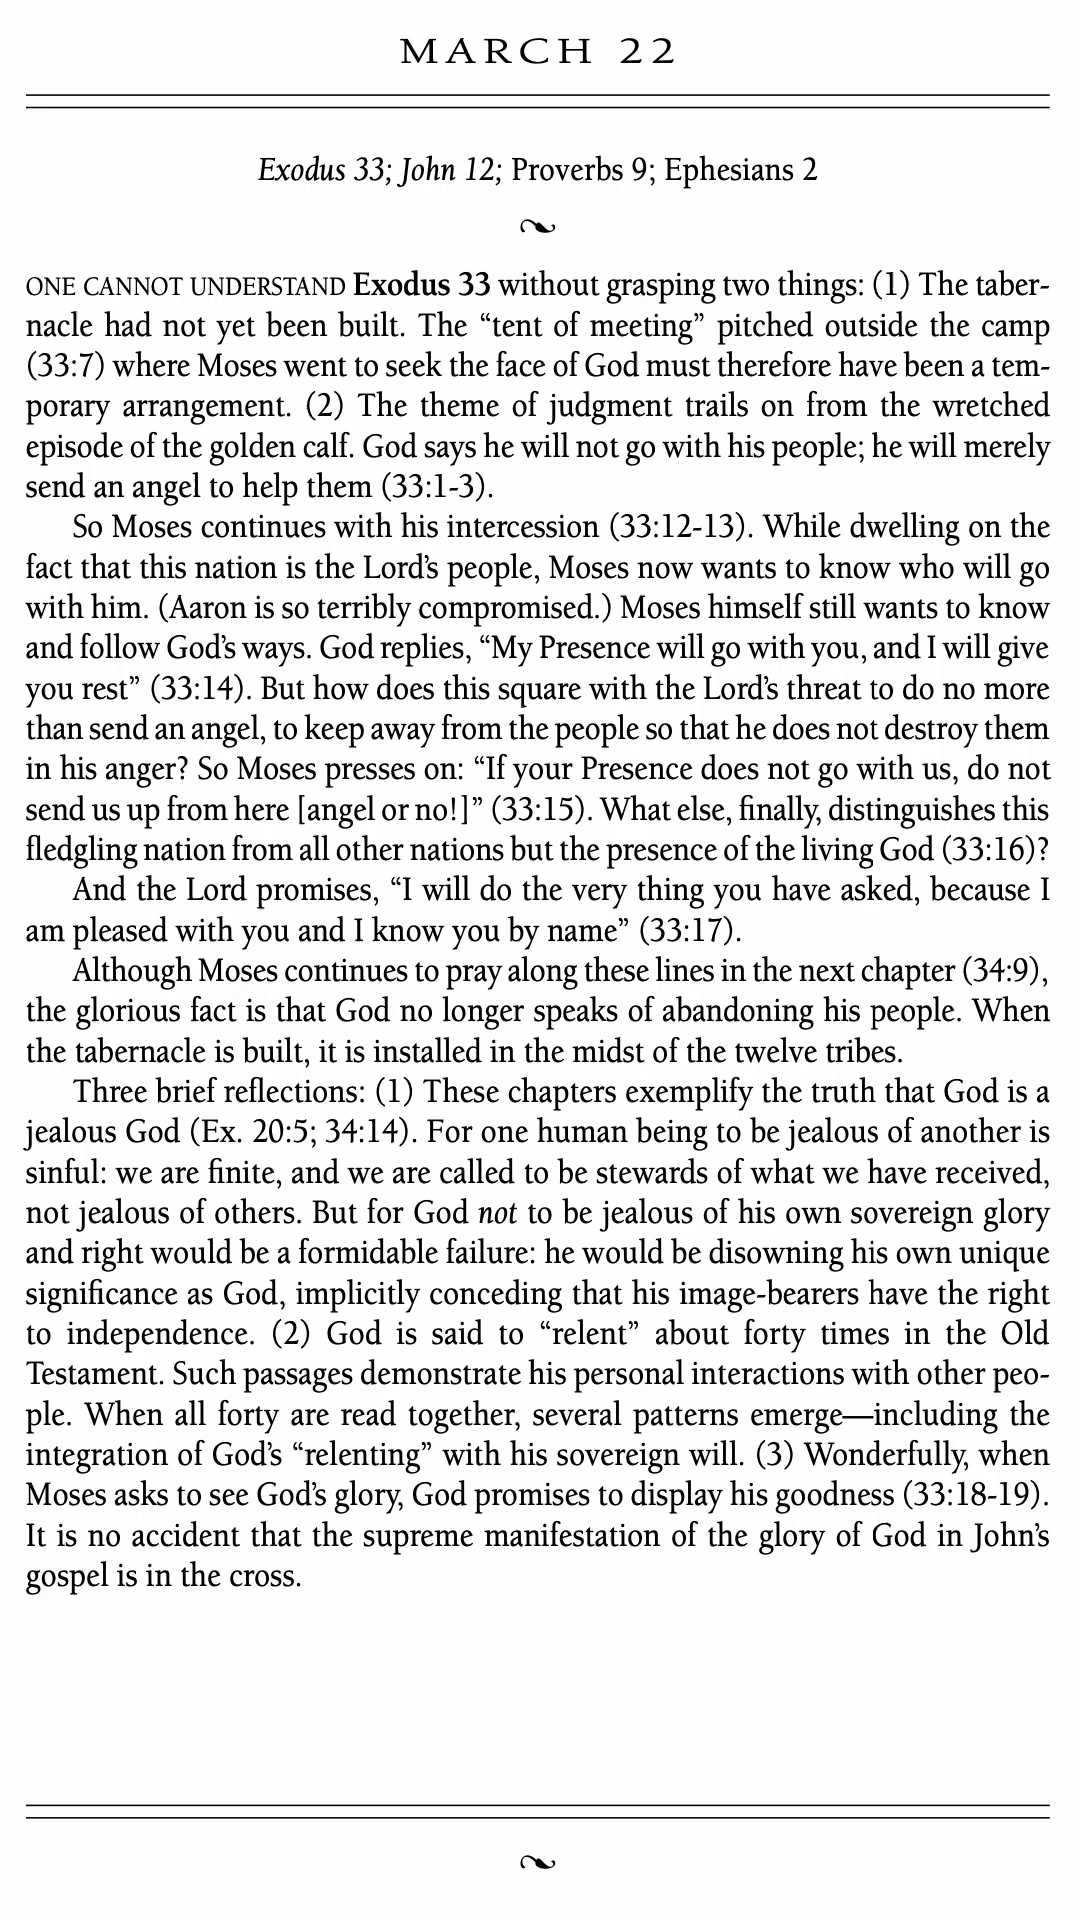 MARCH 22
Exodus 33; John 12; Proverbs 9; Ephesians 2
ONE CANNOT UNDERSTAND Exodus 33 without grasping two things: (1) The taber-
nacle had not yet been built. The “tent of meeting” pitched outside the camp
(33:7) where Moses went to seek the face of God must therefore have been a tem-
porary arrangement. (2) The theme of judgment trails on from the wretched
episode of the golden calf. God says he will not go with his people; he will merely
send an angel to help them (33:1-3).
So Moses continues with his intercession (33:12-13). While dwelling on the
fact that this nation is the Lord’s people, Moses now wants to know who will go
with him. (Aaron is so terribly compromised.) Moses himself still wants to know
and follow God’s ways. God replies, “My Presence will go with you, and I will give
you rest” (33:14). But how does this square with the Lord’s threat to do no more
than send an angel, to keep away from the people so that he does not destroy them
in his anger? So Moses presses on: “If your Presence does not go with us, do not
send us up from here [angel or no!]” (33:15). What else, finally, distinguishes this
fledgling nation from all other nations but the presence of the living God (33:16)?
And the Lord promises, “I will do the very thing you have asked, because I
am pleased with you and I know you by name” (33:17).
Although Moses continues to pray along these lines in the next chapter (34:9),
the glorious fact is that God no longer speaks of abandoning his people. When
the tabernacle is built, it is installed in the midst of the twelve tribes.
Three brief reflections: (1) These chapters exemplify the truth that God is a
jealous God (Ex. 20:5; 34:14). For one human being to be jealous of another is
sinful: we are finite, and we are called to be stewards of what we have received,
not jealous of others. But for God not to be jealous of his own sovereign glory
and right would be a formidable failure: he would be disowning his own unique
significance as God, implicitly conceding that his image-bearers have the right
to independence. (2) God is said to “relent” about forty times in the Old
Testament. Such passages demonstrate his personal interactions with other peo-
ple. When all forty are read together, several patterns emerge—including the
integration of God’s “relenting” with his sovereign will. (3) Wonderfully, when
Moses asks to see God’s glory, God promises to display his goodness (33:18-19).
It is no accident that the supreme manifestation of the glory of God in John’s
gospel is in the cross.